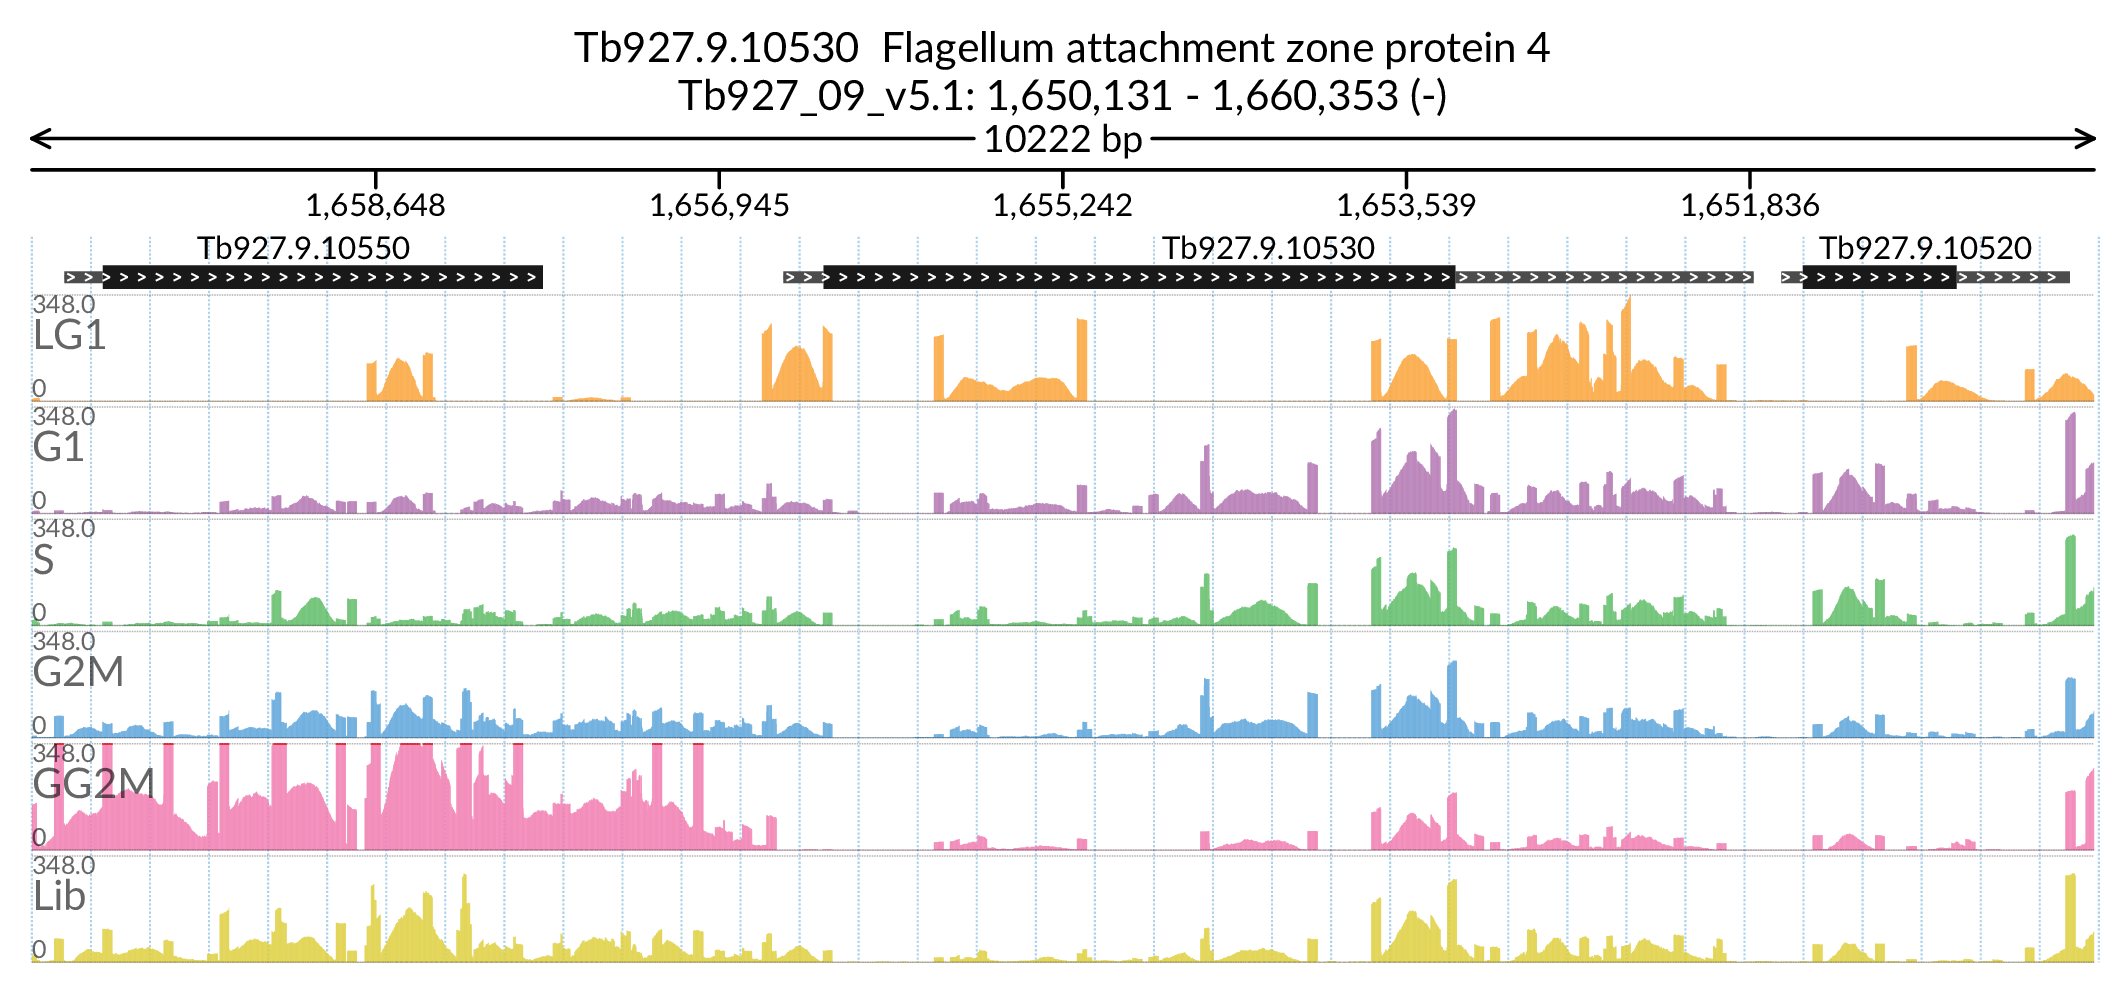 Tb927.9.10530 Flagellum attachment zone protein 4
Tb927_09_v5.1: 1,650,131 - 1,660,353 (-)
10222 bp
1,658,648 1,656,945 1,655,242 1,653,539 1,651,836
Tb927.9.10550 Tb927.9.10530 Tb927.9.10520
348.0
LG1
0
348.0
G1
0
348.0
S
0
348.0
G2M
0
348.0
GG2M
0
348.0
Lib
0